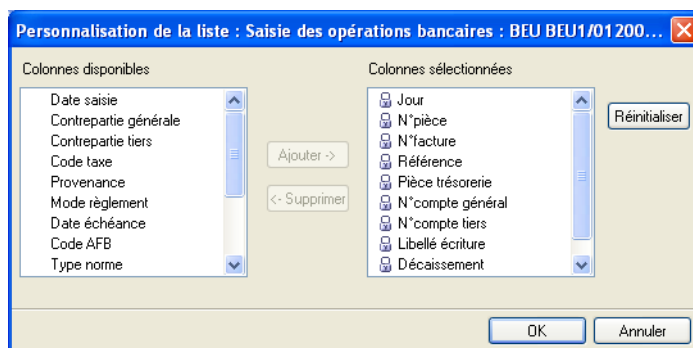 Personnalisation de la liste : Saisie des opérations bancaires : BEU BEU1/01200...
Colonnes disponibles
Colonnes sélectionnées
Date saisie
Contrepartie générale
Contrepartie tiers
Code taxe
Provenance
Mode règlement
Date échéance
Code AFB
Type norme
Ajouter ->
<- Supprimer
Jour
N°pièce
N°facture
Référence
Pièce trésorerie
N°compte général
N°compte tiers
Libellé écriture
Décaissement
Réinitialiser
OK
Annuler